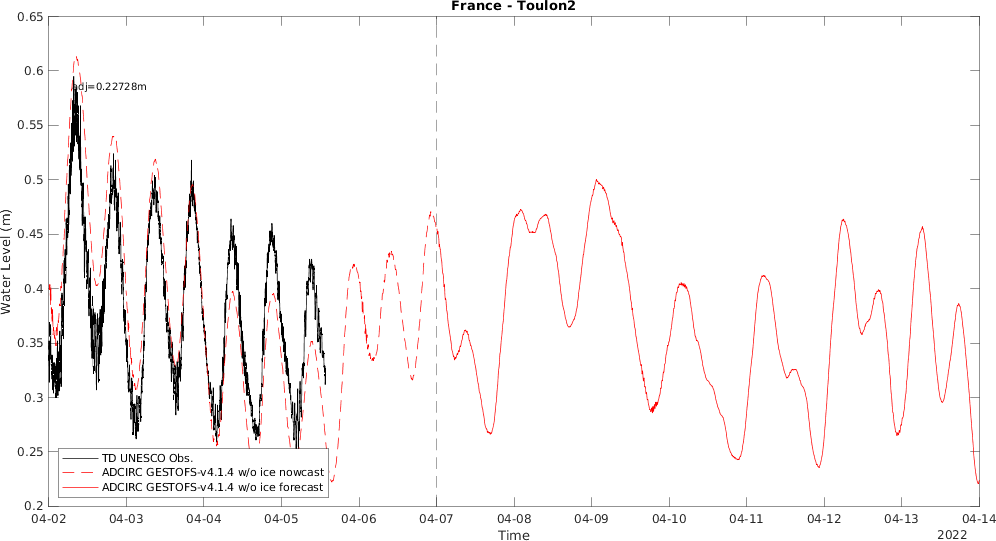 France - Toulon2
0.65
0.6
0.55
0.5
0.45
0.4
0.35
0.3
0.25
0.2
Water Level (m)
adj=0.22728m
TD UNESCO Obs.
ADCIRC GESTOFS-v4.1.4 w/o ice nowcast
ADCIRC GESTOFS-v4.1.4 w/o ice forecast
04-02 04-03 04-04 04-05 04-06 04-07 04-08 04-09 04-10 04-11 04-12 04-13 04-14
Time
2022